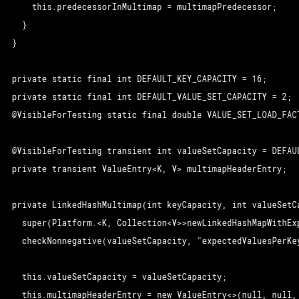 this.predecessorInMultimap = multimapPredecessor;
}
}
private static final int DEFAULT_KEY_CAPACITY = 16;
private static final int DEFAULT_VALUE_SET_CAPACITY = 2;
@VisibleForTesting static final double VALUE_SET_LOAD_FACT
@VisibleForTesting transient int valueSetCapacity = DEFAUL
private transient ValueEntry<K, V> multimapHeaderEntry;
private LinkedHashMultimap(int keyCapacity, int valueSetCa
super(Platform.<K, Collection<V>>newLinkedHashMapWithExp
checkNonnegative(valueSetCapacity, "expectedValuesPerKey
this.valueSetCapacity = valueSetCapacity;
this.multimapHeaderEntry = new ValueEntry<>(null, null,